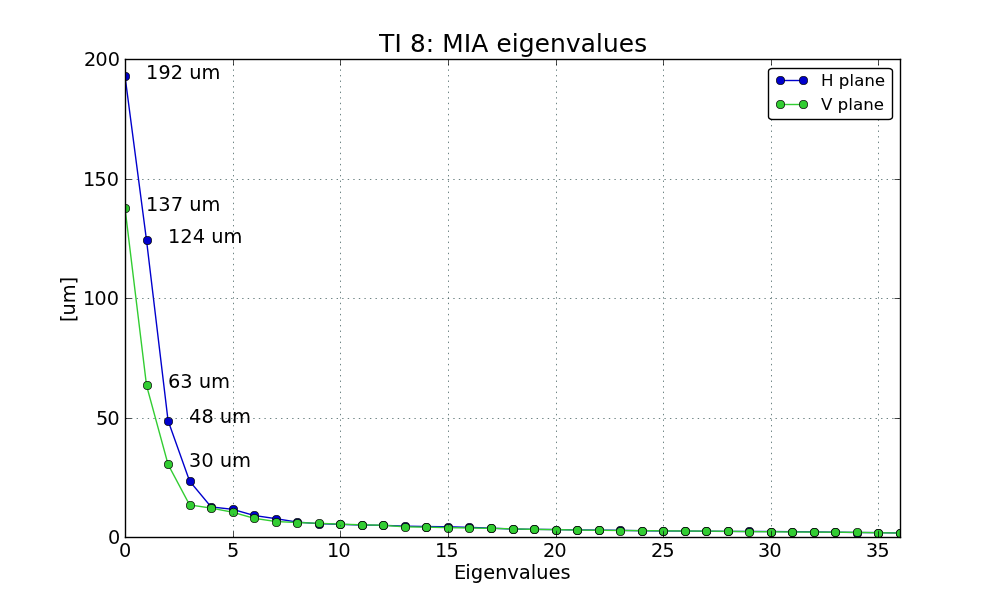 TI 8: MIA eigenvalues
200
192 um
H plane
V plane
150
137 um
124 um
[um]
100
63 um
50
48 um
30 um
0
0 5 10 15 20 25 30 35
Eigenvalues